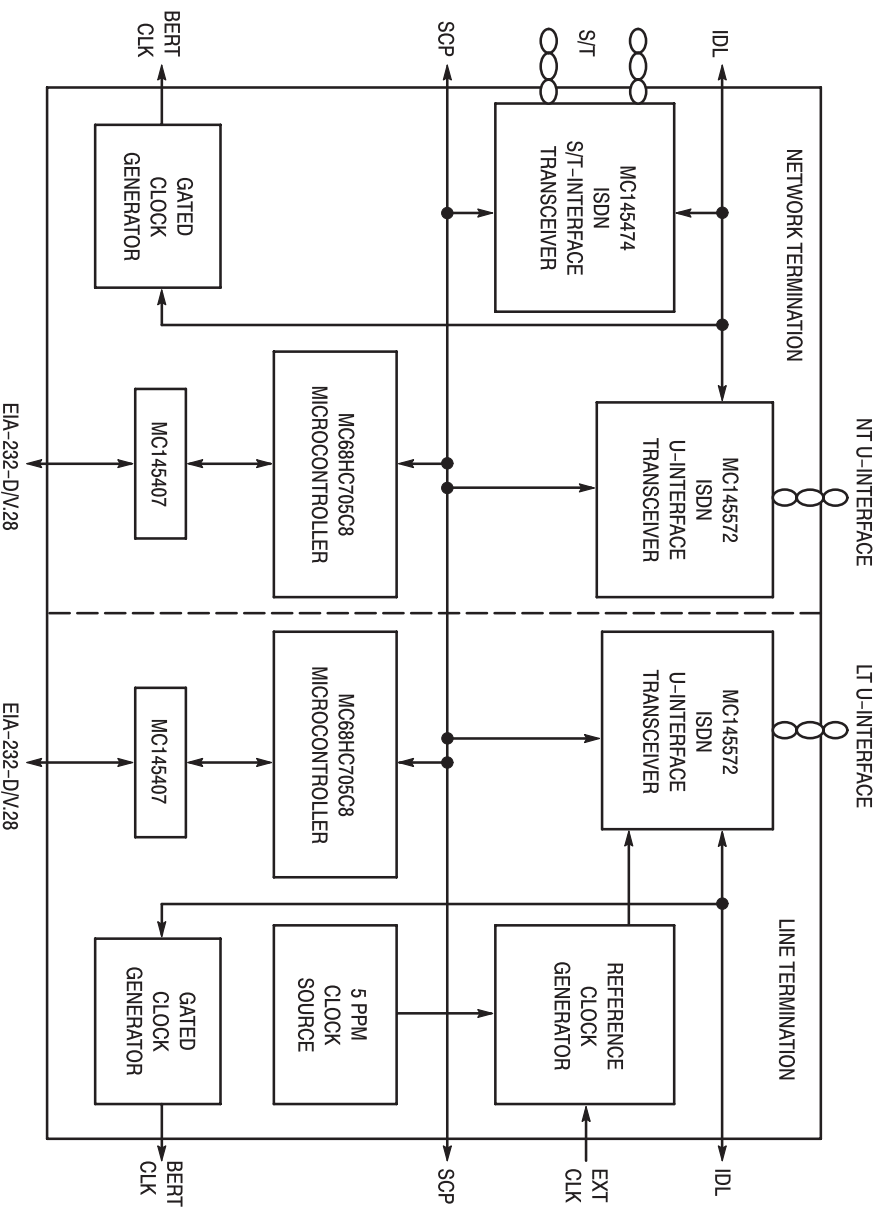 NT U–INTERFACE
LT U–INTERFACE
NETWORK TERMINATION
LINE TERMINATION
IDL
MC145572
ISDN
U–INTERFACE
TRANSCEIVER
MC145572
ISDN
U–INTERFACE
TRANSCEIVER
IDL
S/T
MC145474
ISDN
S/T–INTERFACE
TRANSCEIVER
REFERENCE
CLOCK
GENERATOR
EXT
CLK
SCP
SCP
MC68HC705C8
MICROCONTROLLER
MC68HC705C8
MICROCONTROLLER
5 PPM
CLOCK
SOURCE
BERT
CLK
GATED
CLOCK
GENERATOR
MC145407
MC145407
GATED
CLOCK
GENERATOR
BERT
CLK
EIA–232–D/V.28
EIA–232–D/V.28